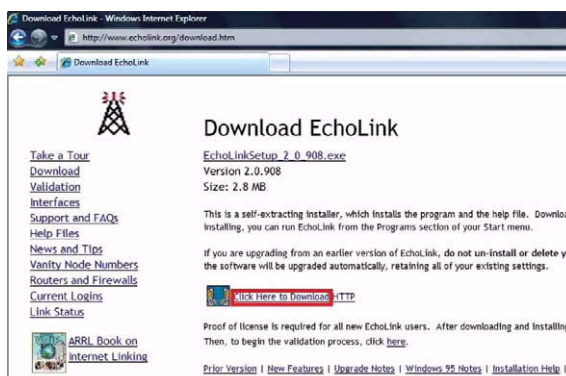 Download EchoLink - Windows Internet Explorer
http://www.echolink.org/download.htm
Download EchoLink
Take a Tour
Download
Validation
Interfaces
Support and FAQs
Help Files
News and Tips
Vanity Node Numbers
Routers and Firewalls
Current Logins
Link Status
ARRL Book on
Internet Linking
Download EchoLink
EchoLinkSetup_2_0_908.exe
Version 2.0.908
Size: 2.8 MB
This is a self-extracting installer, which installs the program and the help file.
installing, you can run EchoLink from the Programs section of your Start menu.
If you are upgrading from an earlier version of EchoLink, do not un-install or delete
the software will be upgraded automatically, retaining all of your existing settings.
Click Here to Download HTTP
Proof of license is required for all new EchoLink users. After downloading and
Then, to begin the validation process, click here.
Prior Version | New Features | Upgrade Notes | Windows 95 Notes | Installation Help |